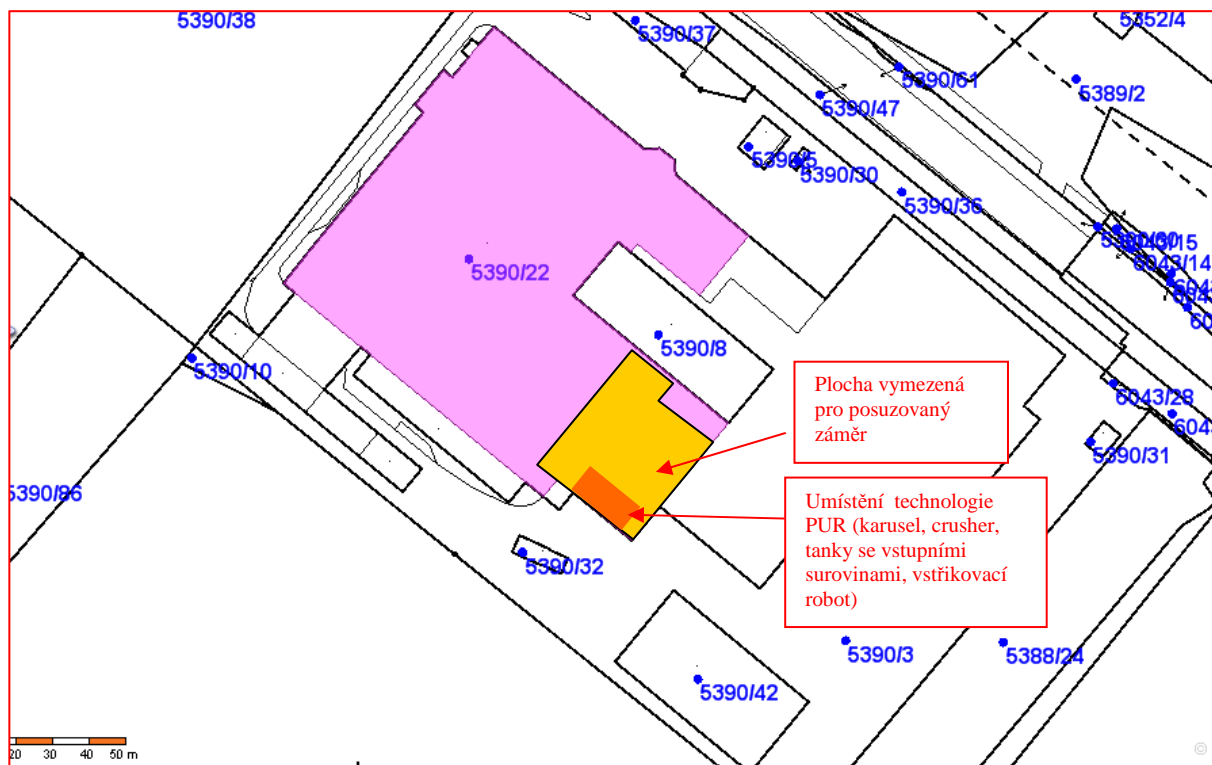 5390/38
5390/37
5352/4
5390/61
5389/2
5390/47
5390/5
5390/30
5390/36
6043/15
6043/14
5390/22
5390/8
5390/10
Plocha vymezená
pro posuzovaný
záměr
6043/28
5390/31
5390/86
Umístění technologie
PUR (karusel, crusher,
tanky se vstupními
surovinami, vstřikovací
robot)
5390/32
5390/3
5388/24
5390/42
20 30 40 50 m
©